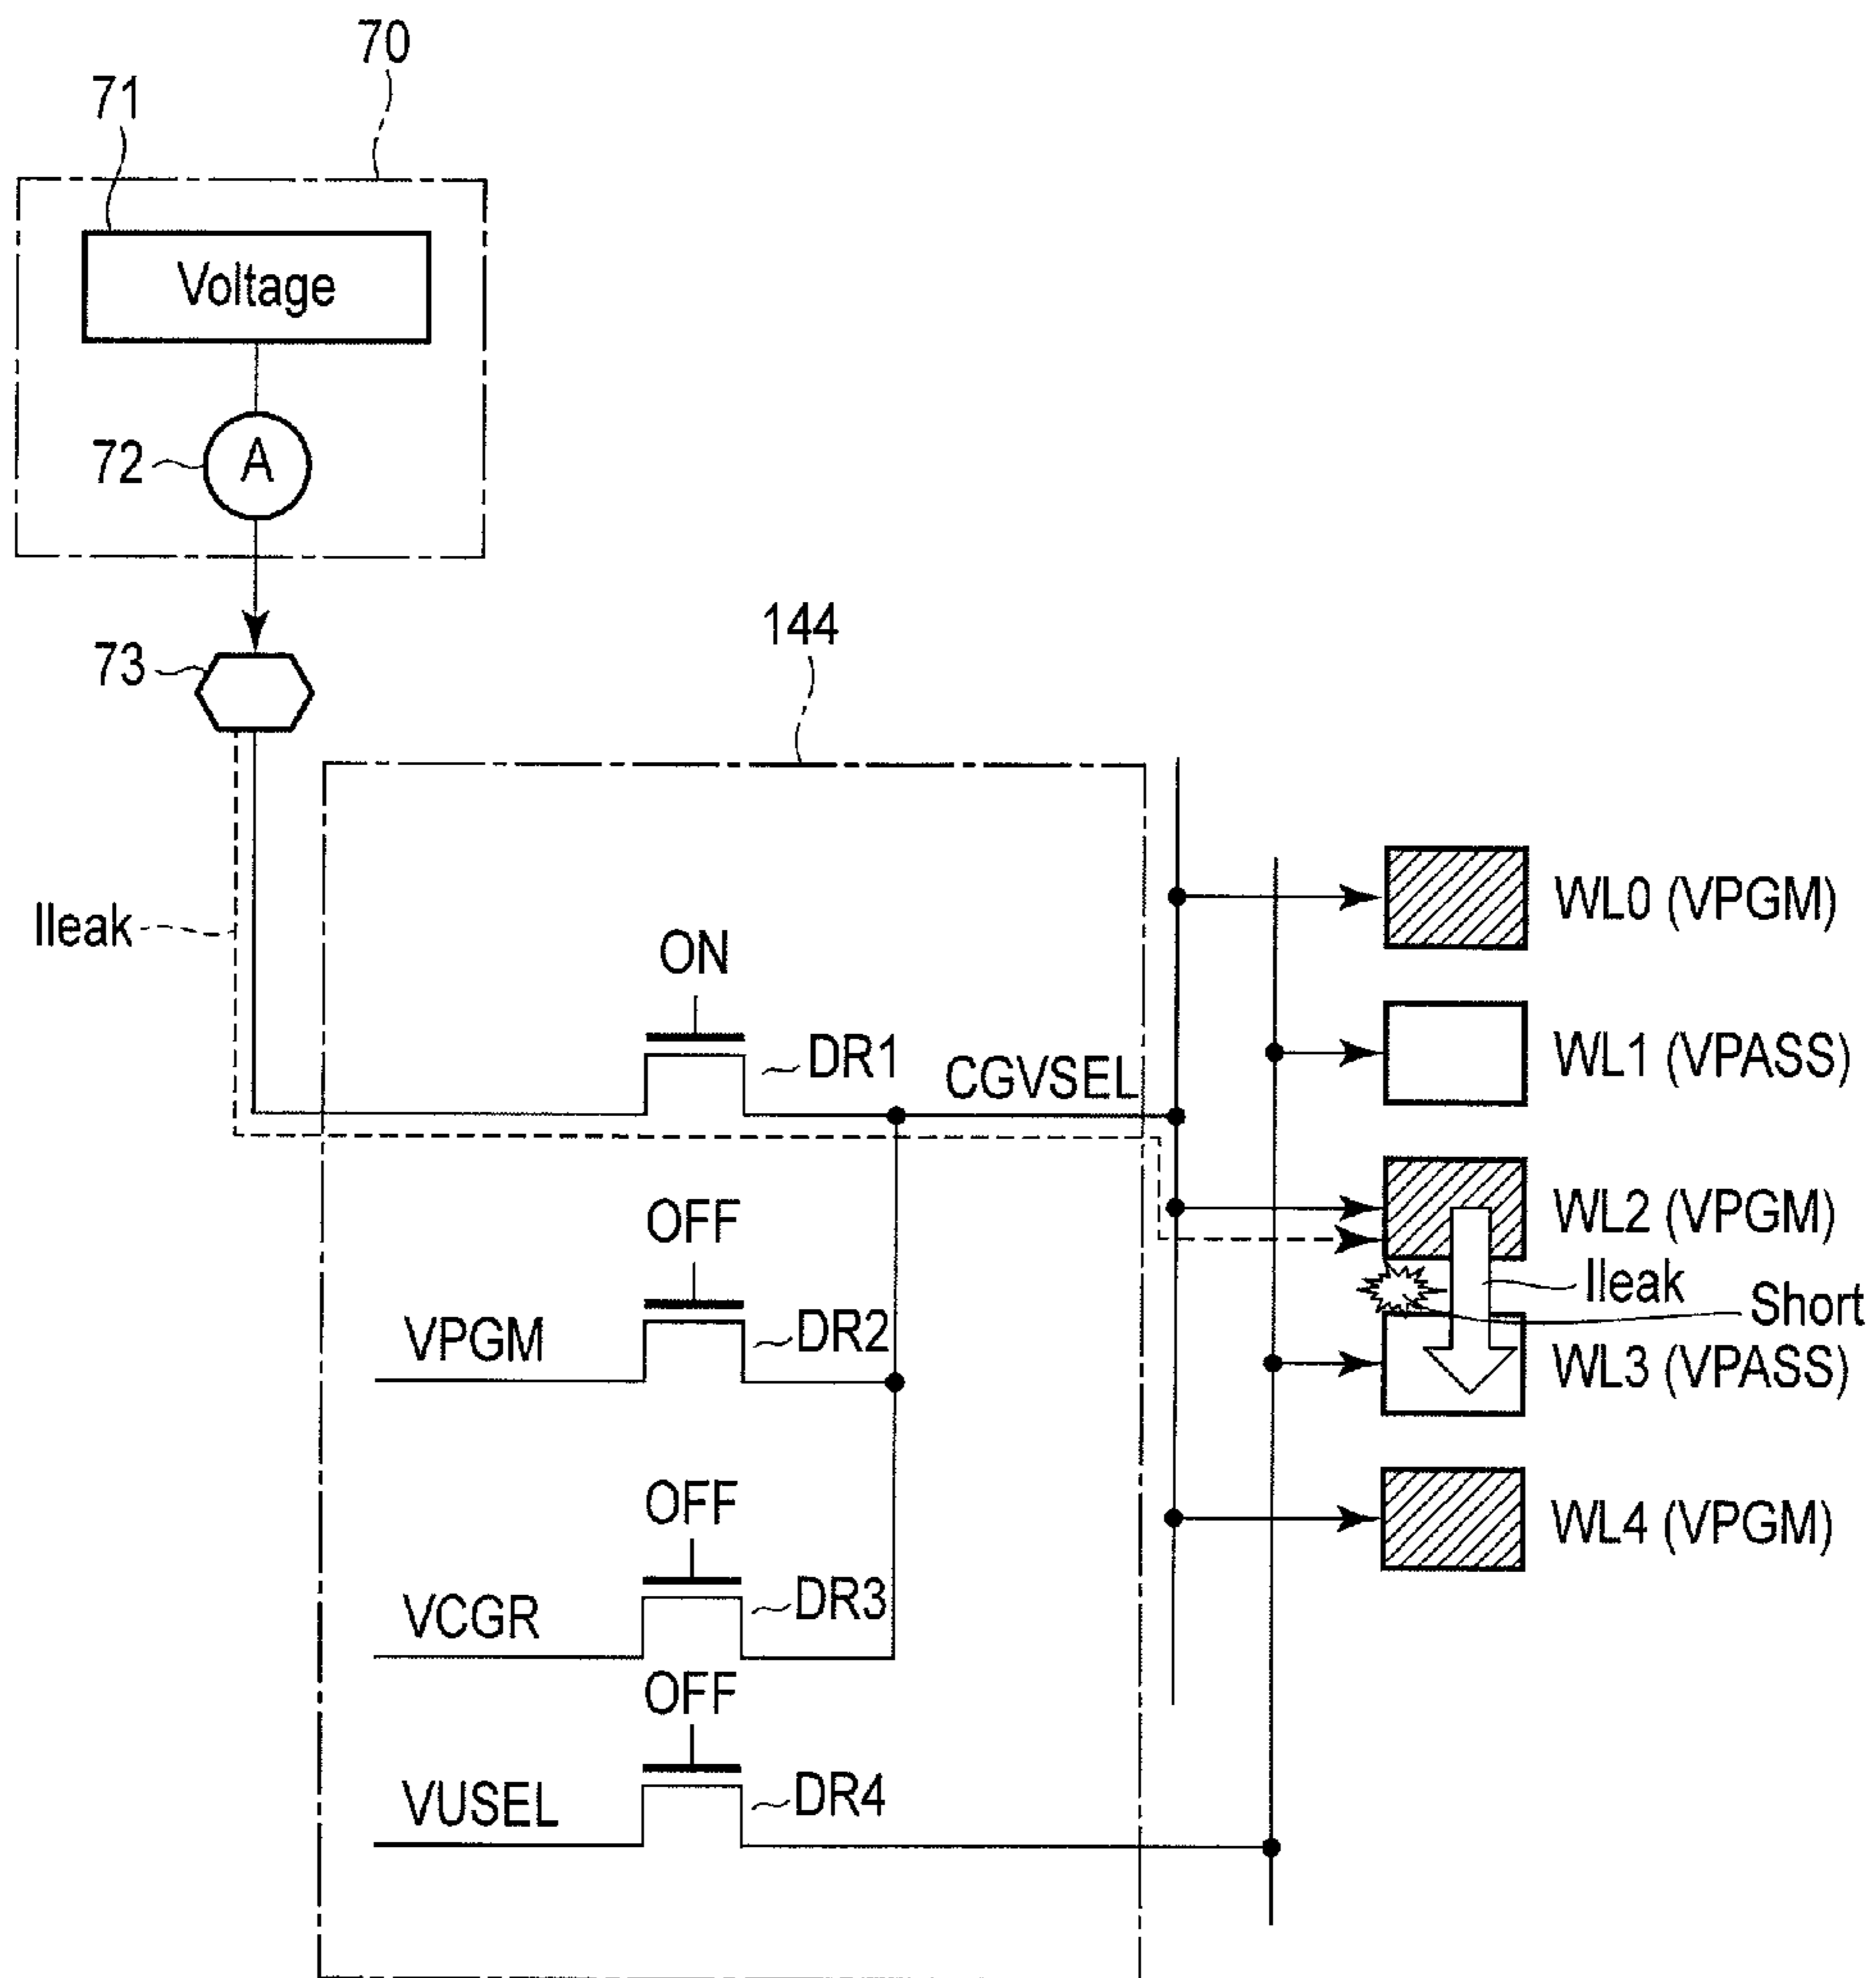 70
71
Voltage
72
A
73
144
Ileak
WL0 (VPGM)
ON
DR1
CGVSEL
WL1 (VPASS)
WL2 (VPGM)
OFF
Ileak
Short
VPGM
DR2
WL3 (VPASS)
OFF
WL4 (VPGM)
VCGR
DR3
OFF
VUSEL
DR4